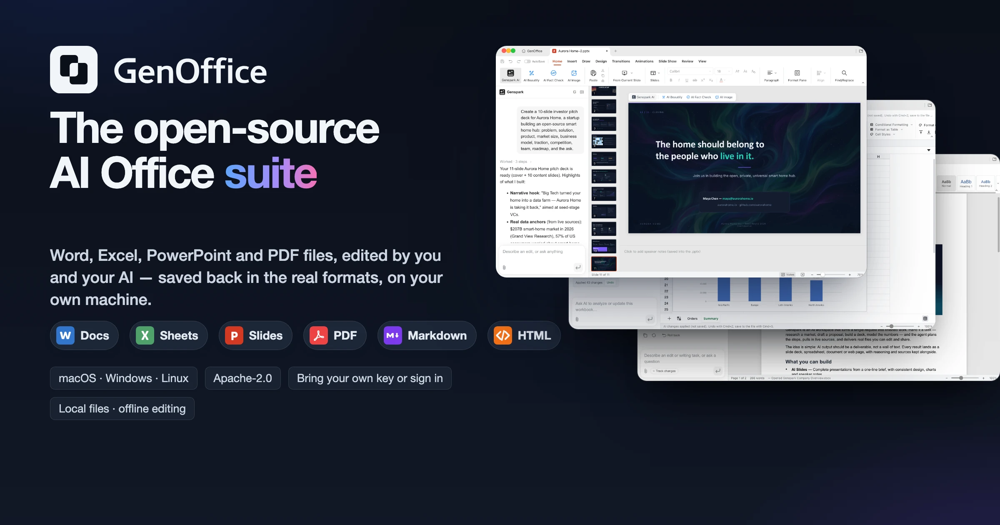 GenOffice
The open-source
AI Office suite
Word, Excel, PowerPoint and PDF files, edited by you
and your AI — saved back in the real formats, on your
own machine.
W Docs
X Sheets
P Slides
PDF
M Markdown
</> HTML
macOS · Windows · Linux
Apache-2.0
Bring your own key or sign in
Local files · offline editing
GenOffice
P Aurora Home-2.pptx
AutoSave
Home Insert Draw Design Transitions Animations Slide Show Review View
Genspark AI
AI Beautify
AI Fact Check
AI Image
Paste
From Current Slide
Slides
Calibri
18
Paragraph
Format Pane
Align
Find/Replace
Genspark
Create a 10-slide investor pitch
deck for Aurora Home, a startup
building an open-source smart
home hub: problem, solution,
product, market size, business
model, traction, competition,
team, roadmap, and the ask.
Worked · 3 steps
Your 11-slide Aurora Home pitch deck is
ready (cover + 10 content slides). Highlights
of what I built:
• Narrative hook: "Big Tech turned your
home into a data farm — Aurora Home
is taking it back," aimed at seed-stage
VCs.
• Real data anchors (from live sources):
$207B smart-home market in 2026
(Grand View Research), 57% of US
Describe an edit, or ask anything
1
2
3
4
5
6
7
8
9
10
11
Genspark AI AI Beautify AI Fact Check AI Image
11 / 11 · CLOSING
The home should belong to
the people who live in it.
Join us in building the open, private, universal smart home hub.
Maya Chen — maya@aurorahome.io
aurorahome.io · github.com/aurorahome
AURORA HOME
Click to add speaker notes (saved into the .pptx)
Slide 11 of 11
Notes
70%
(not saved). Undo with Cmd+Z; save to the file ...
Conditional Formatting
Format as Table
Cell Styles
Format
H
Applied 43 changes Undo
Ask AI to analyze or update this
workbook...
20
21
22
23
24
25
0
Asia Pacific
Europe
Latin America
North America
Orders
Summary
AI changes applied (not saved). Undo with Cmd+Z; save to the file with Cmd+S.
100%
AaBb
Normal
AaBb
Heading 1
AaBb
Heading 2
Roll back
Describe an edit or writing task, or ask a
question
Track changes
Genspark is an AI workspace that turns a single request into finished work. Hand it a task —
research a market, draft a proposal, build a deck, model the numbers — and the agent plans
the steps, pulls in live sources, and delivers real files you can edit and share.
The idea is simple: AI output should be a deliverable, not a wall of text. Every result lands as a
slide deck, spreadsheet, document or web page, with reasoning and sources kept alongside.
What you can build
• AI Slides — Complete presentations from a one-line brief, with consistent design, charts
and speaker notes
Page 1 of 2 266 words — Opened Genspark Company Overview.docx
100%